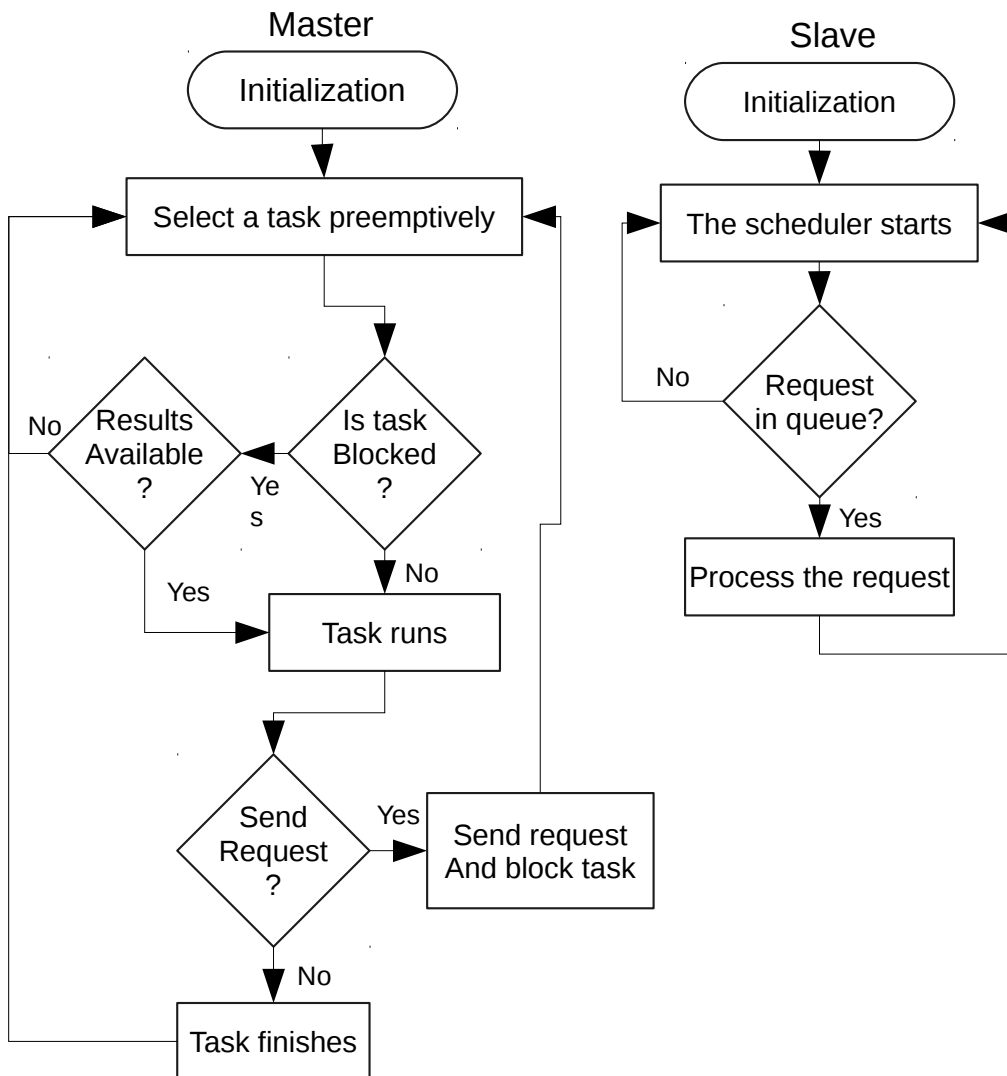 Master
Initialization
Select a task preemptively
No
Results
Available
?
Ye
s
Is task
Blocked
?
Yes
No
Task runs
Send
Request
?
Yes
Send request
And block task
No
Task finishes
Slave
Initialization
The scheduler starts
No
Request
in queue?
Yes
Process the request